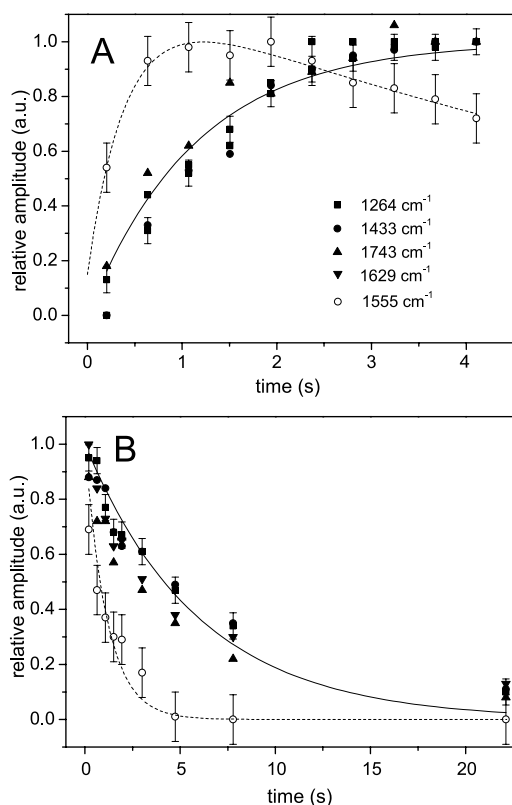 A
relative amplitude (a.u.)
1.0
0.8
0.6
0.4
0.2
0.0
1264 cm⁻¹
1433 cm⁻¹
1743 cm⁻¹
1629 cm⁻¹
1555 cm⁻¹
0 1 2 3 4
time (s)
B
relative amplitude (a.u.)
1.0
0.8
0.6
0.4
0.2
0.0
0 5 10 15 20
time (s)